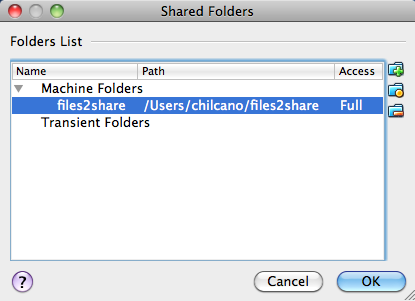 Shared Folders
Folders List
Name Path Access
Machine Folders
files2share /Users/chilcano/files2share Full
Transient Folders
? Cancel OK